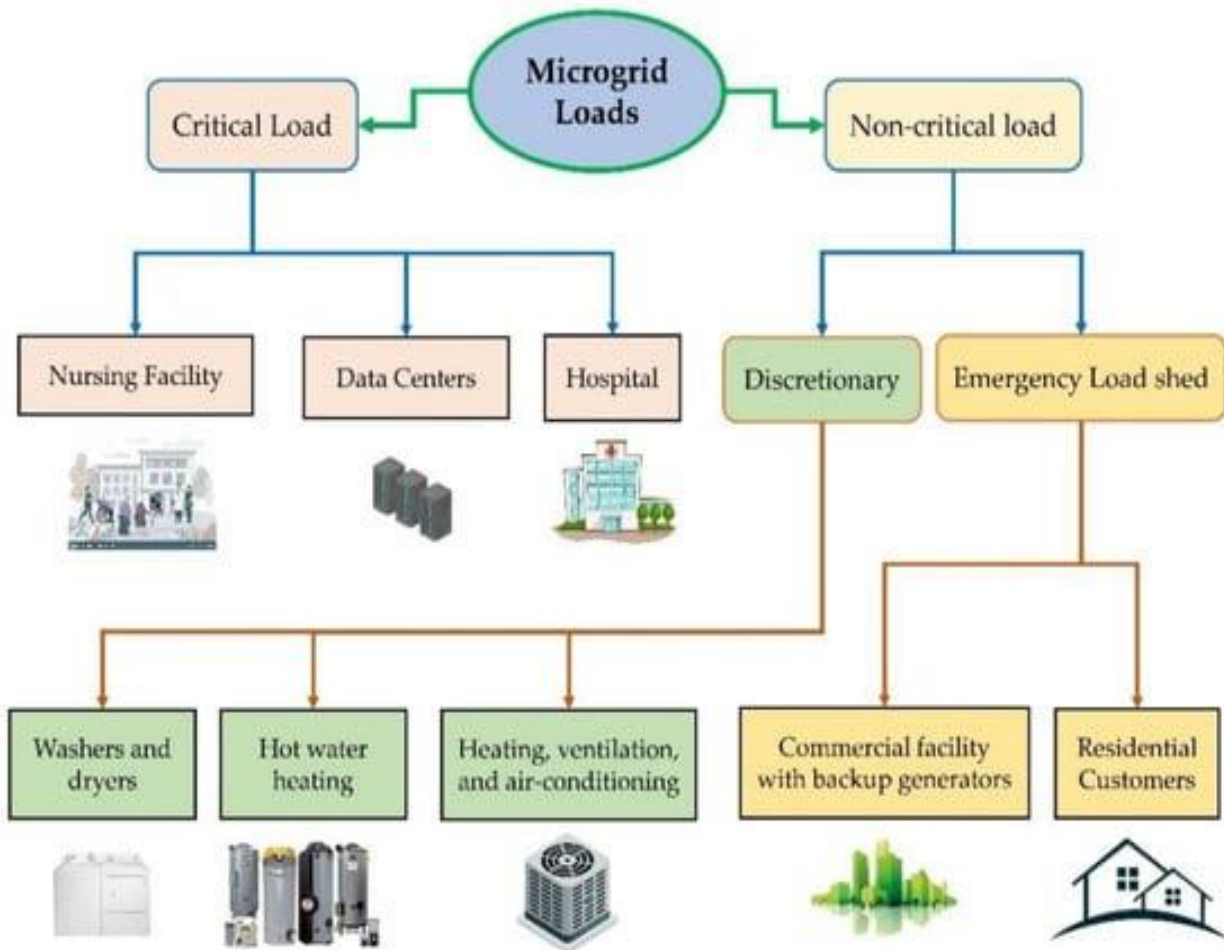 Microgrid
Loads
Critical Load
Non-critical load
Nursing Facility
Data Centers
Hospital
Discretionary
Emergency Load shed
Washers and
dryers
Hot water
heating
Heating, ventilation,
and air-conditioning
Commercial facility
with backup generators
Residential
Customers